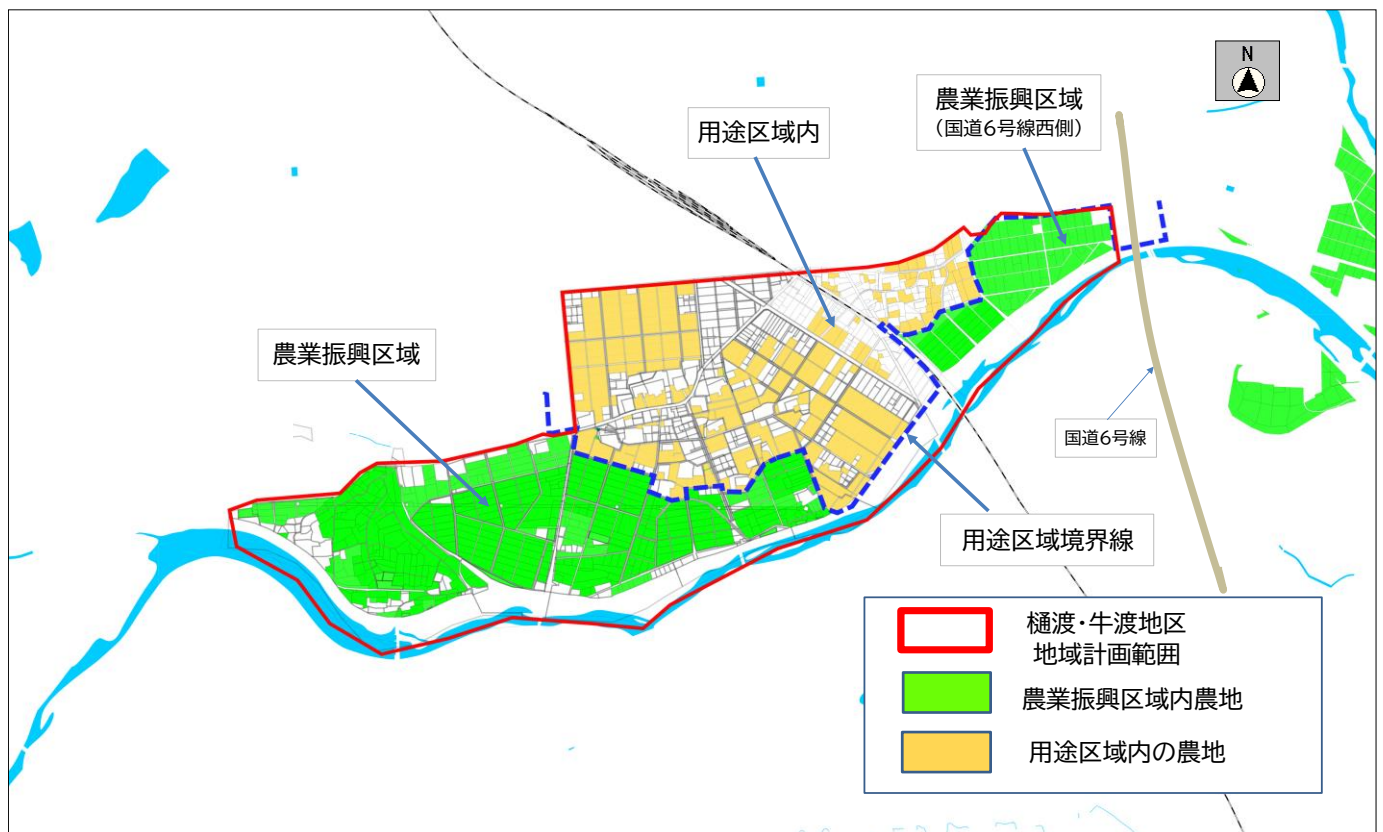 N
農業振興区域
（国道6号線西側）
用途区域内
農業振興区域
国道6号線
用途区域境界線
樋渡・牛渡地区
地域計画範囲
農業振興区域内農地
用途区域内の農地